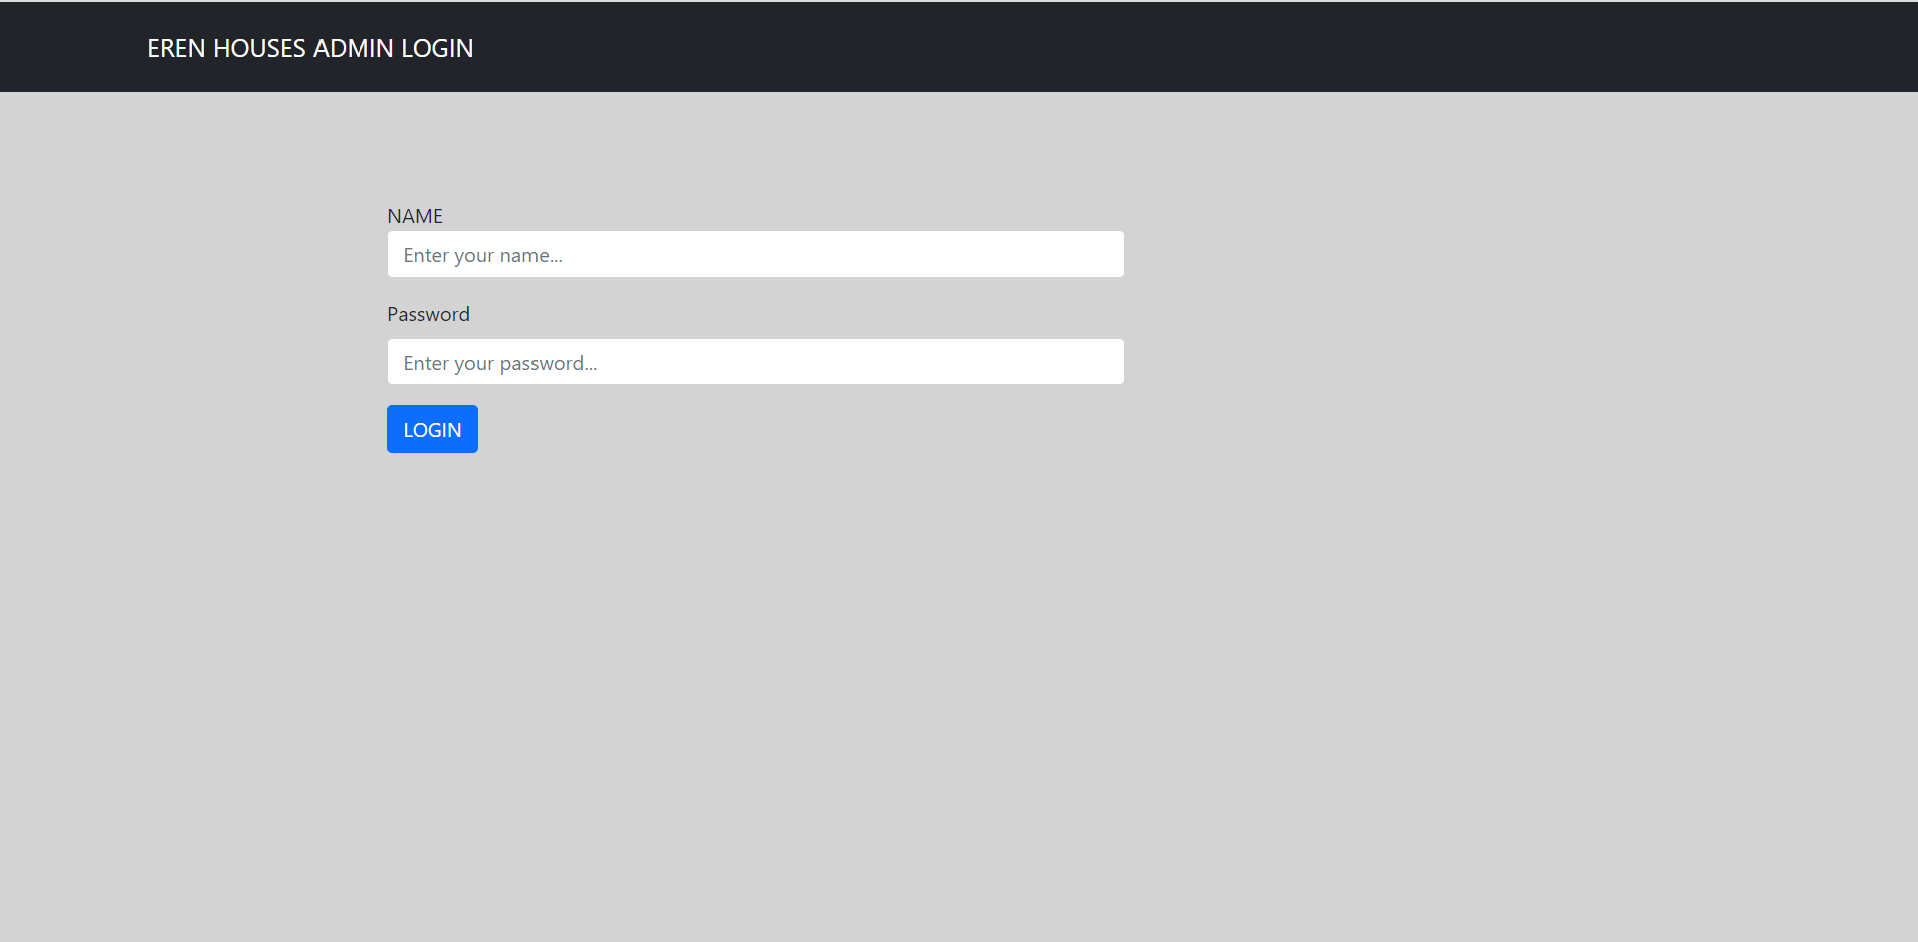 EREN HOUSES ADMIN LOGIN
NAME
Enter your name...
Password
Enter your password...
LOGIN